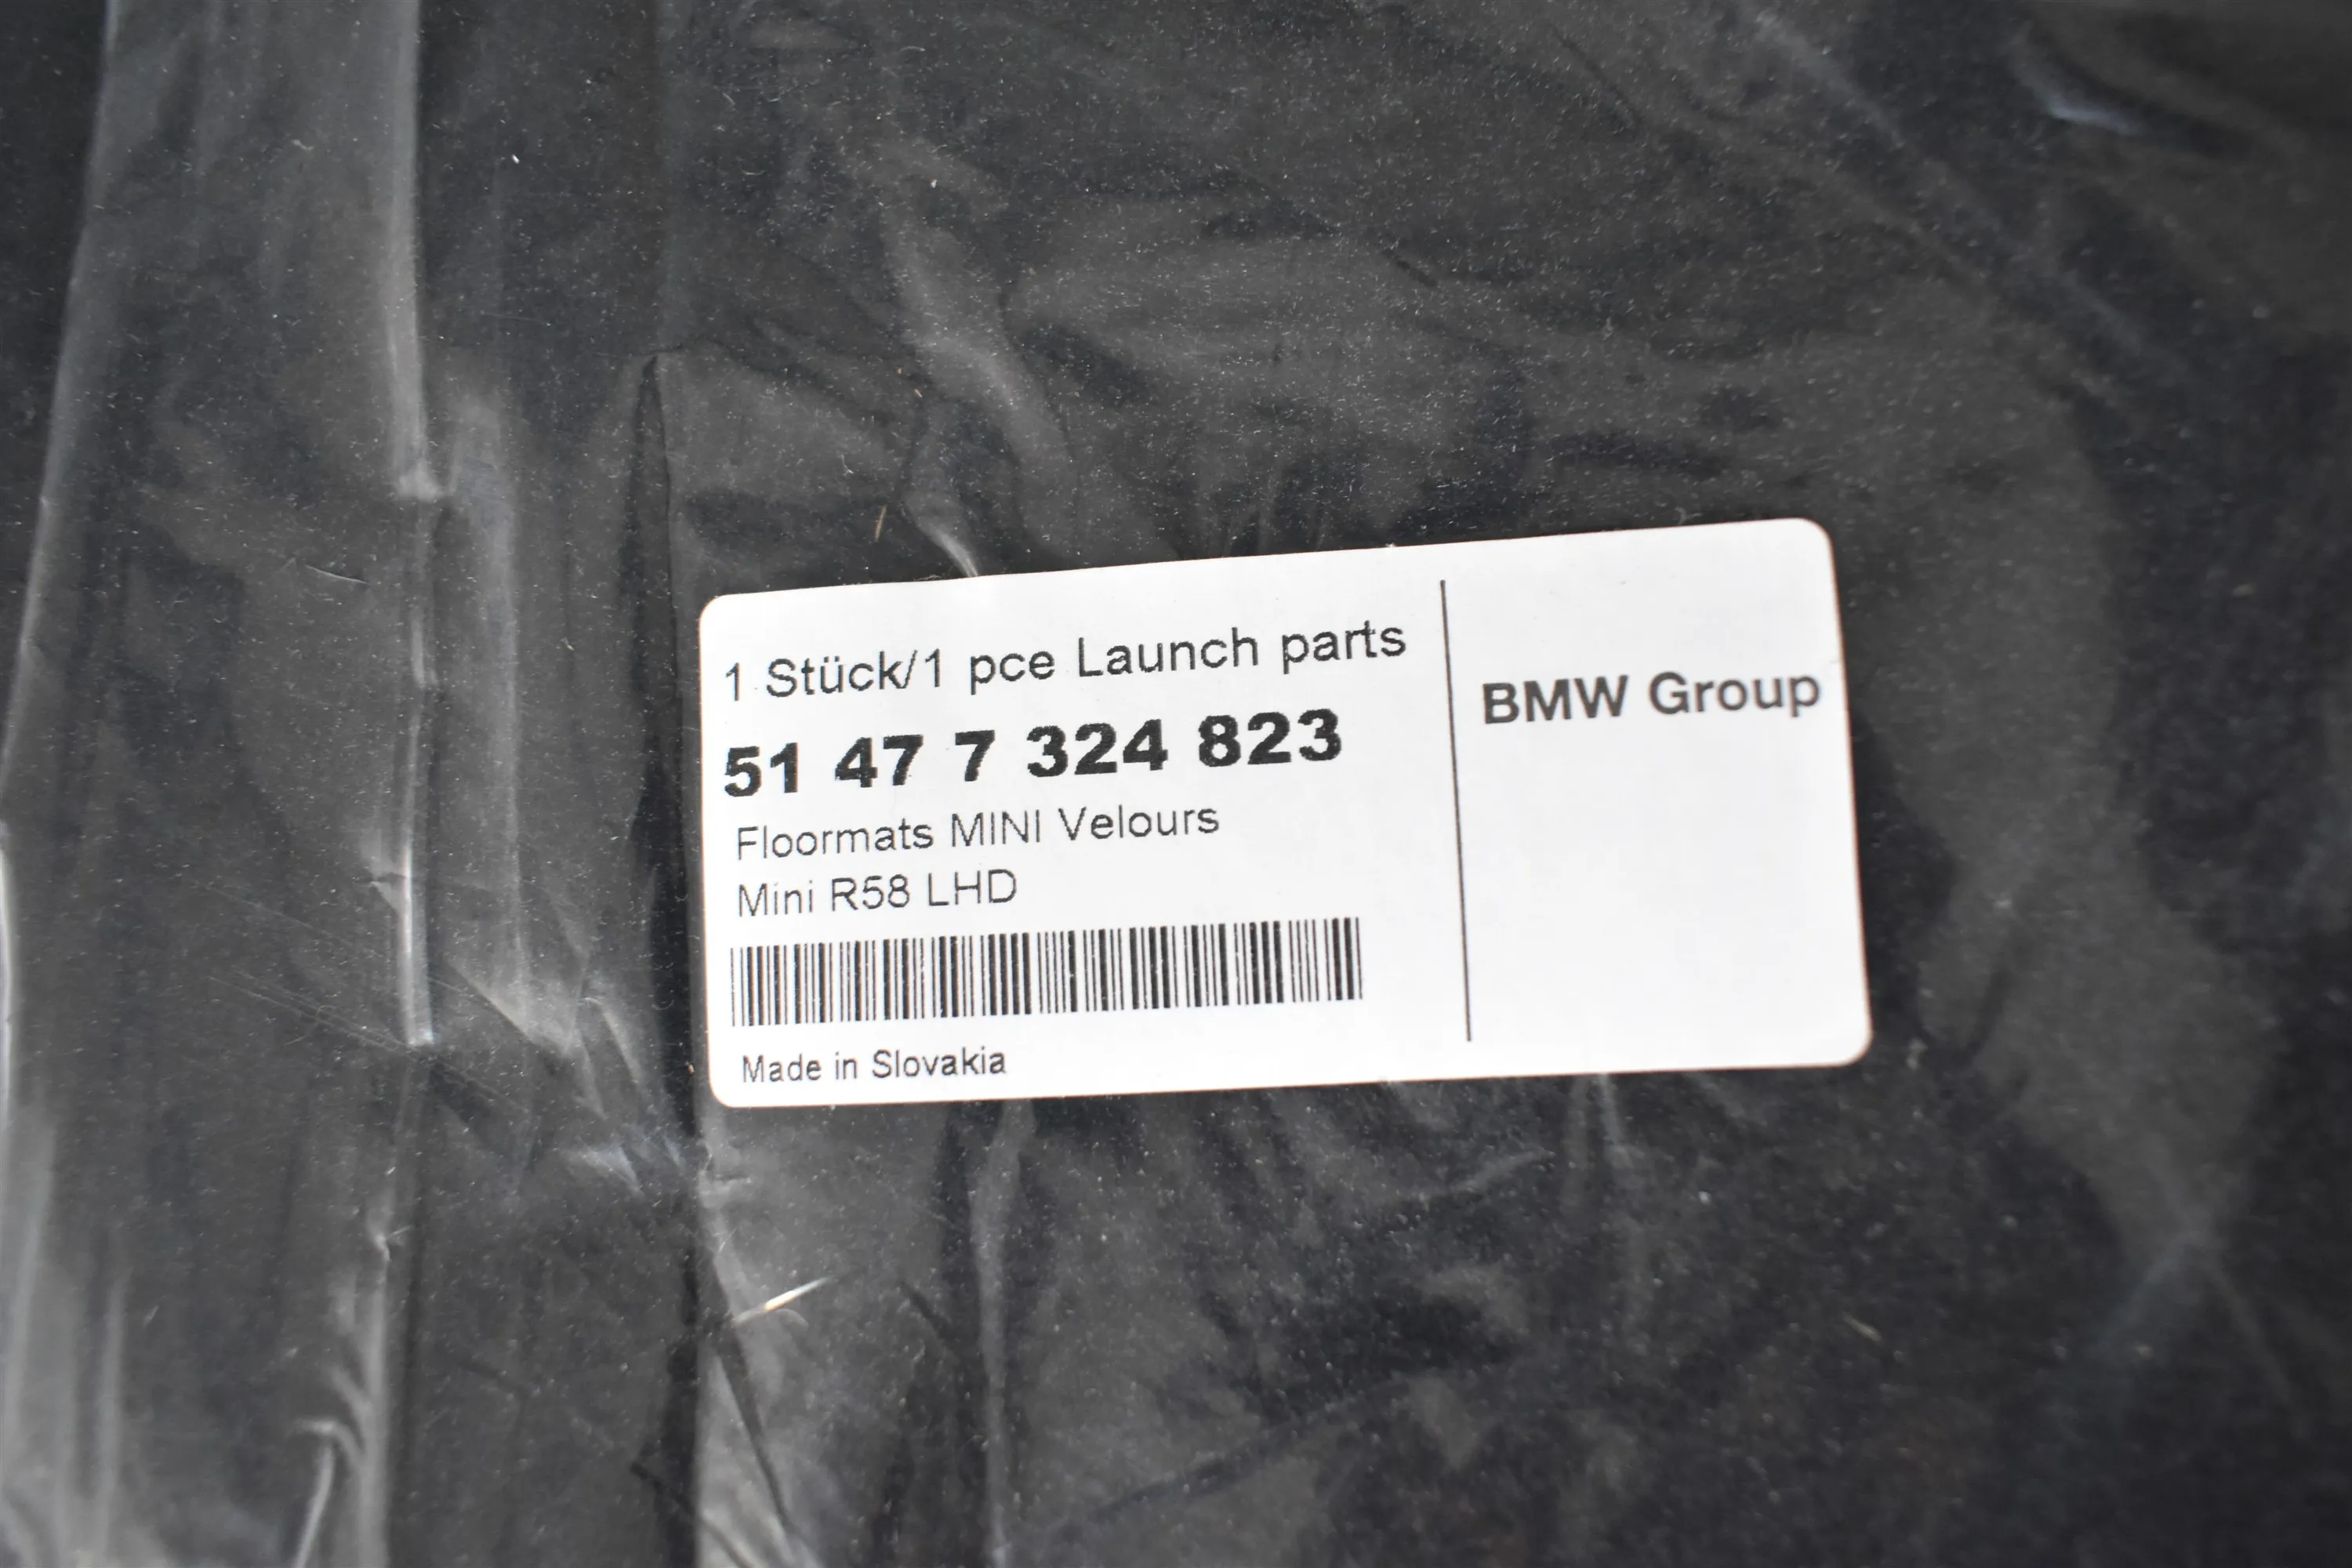 1 Stück/1 pce Launch parts
51 47 7 324 823
Floormats MINI Velours
Mini R58 LHD
Made in Slovakia
BMW Group